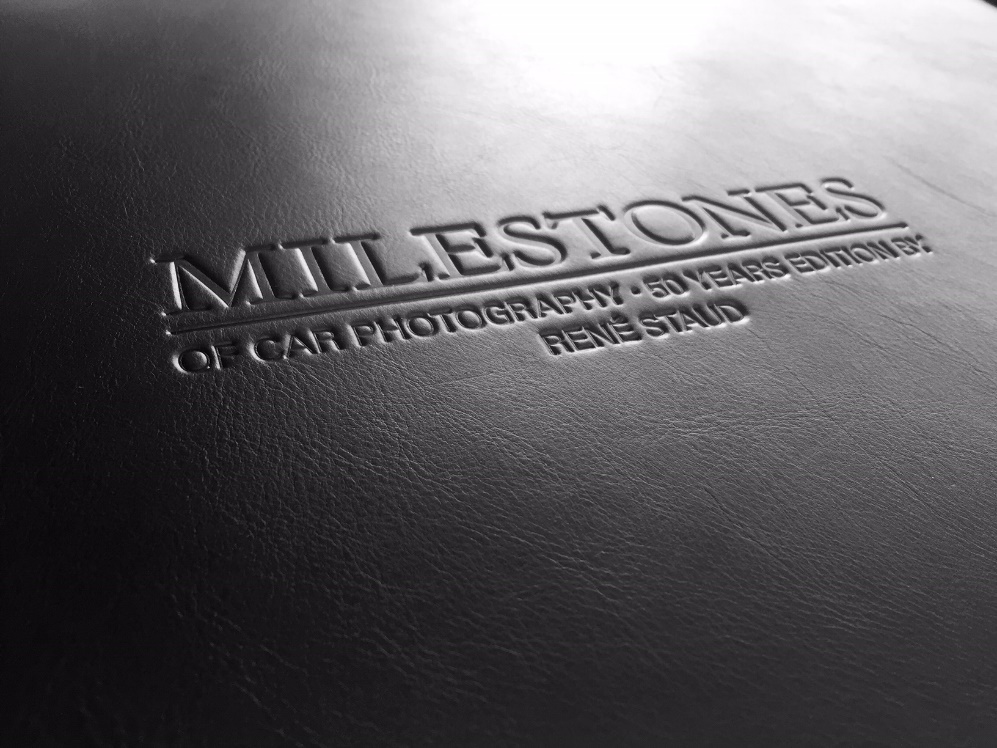 MILESTONES
OF CAR PHOTOGRAPHY · 50 YEARS EDITION BY:
RENÉ STAUD